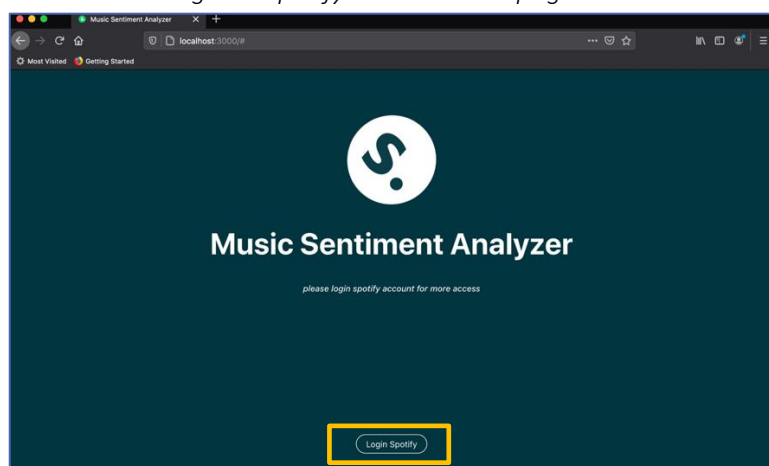 Music Sentiment Analyzer
localhost:3000/#
Most Visited Getting Started
S.
Music Sentiment Analyzer
please login spotify account for more access
Login Spotify